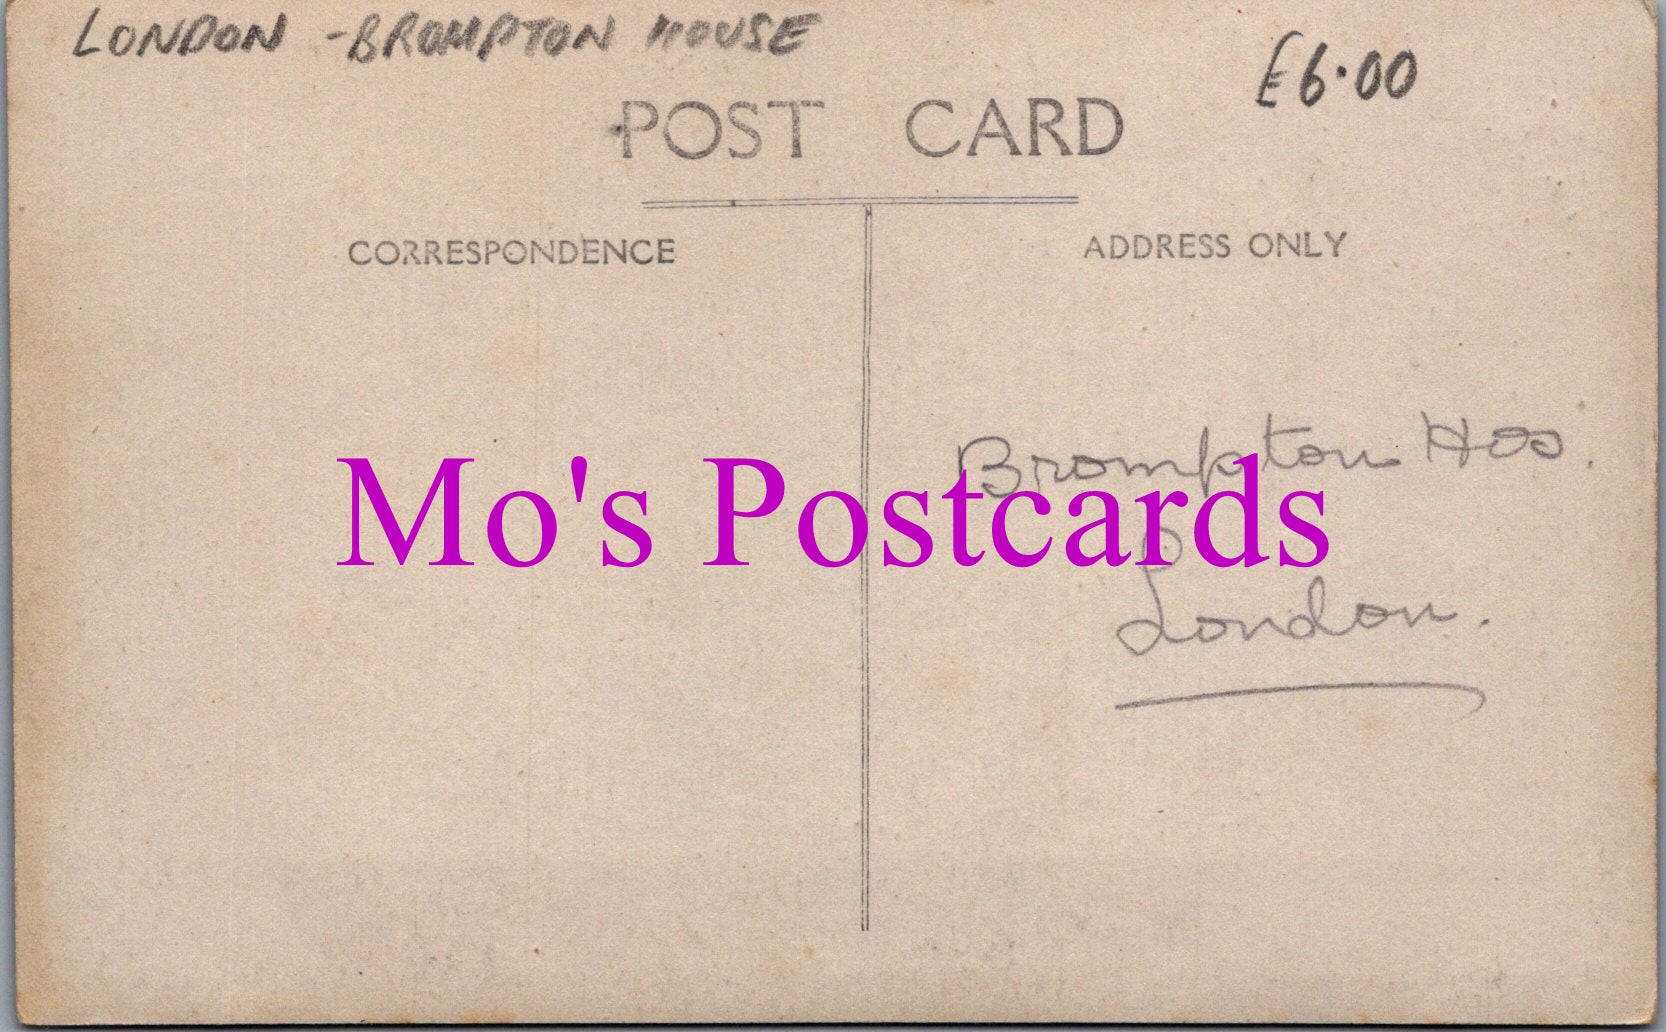 LONDON - BROMPTON HOUSE
£6.00
POST CARD
CORRESPONDENCE
ADDRESS ONLY
Brompton Hos.
Mo's Postcards
London.